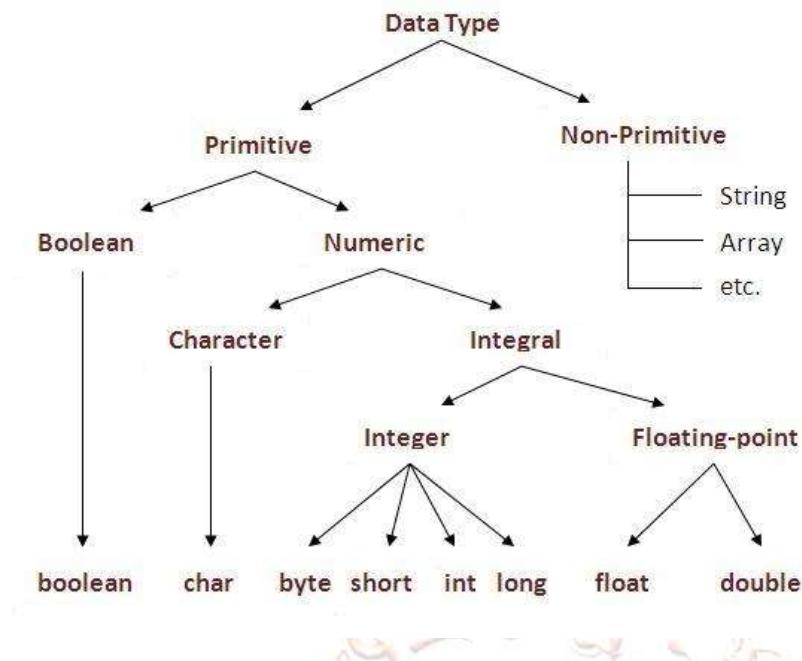 Data Type
Primitive
Non-Primitive
String
Array
etc.
Boolean
Numeric
Character
Integral
Integer
Floating-point
boolean char byte short int long float double